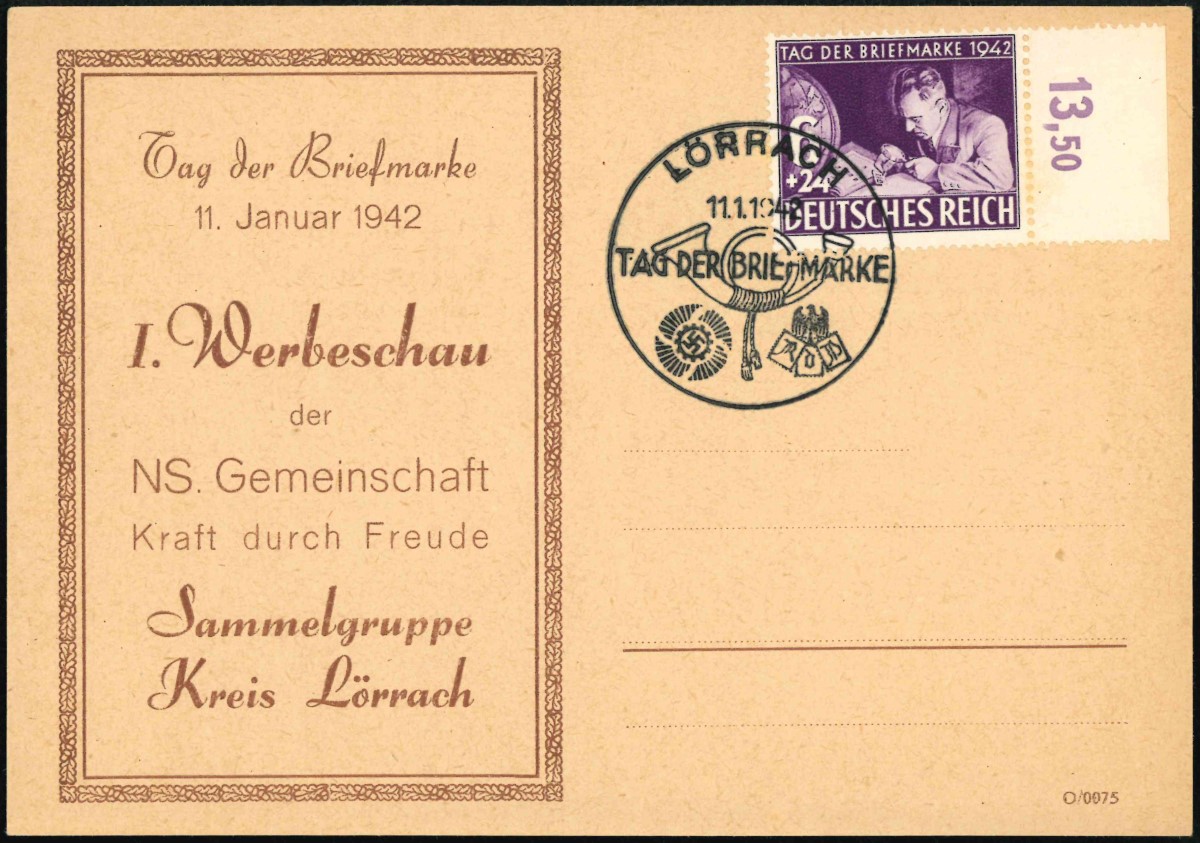 Tag der Briefmarke
11. Januar 1942
I. Werbeschau
der
NS. Gemeinschaft
Kraft durch Freude
Sammelgruppe
Kreis Lörrach
TAG DER BRIEFMARKE 1942
6
+24
DEUTSCHES REICH
13,50
LÖRRACH
11.1.1942
TAG DER BRIEFMARKE
R D P
O/0075